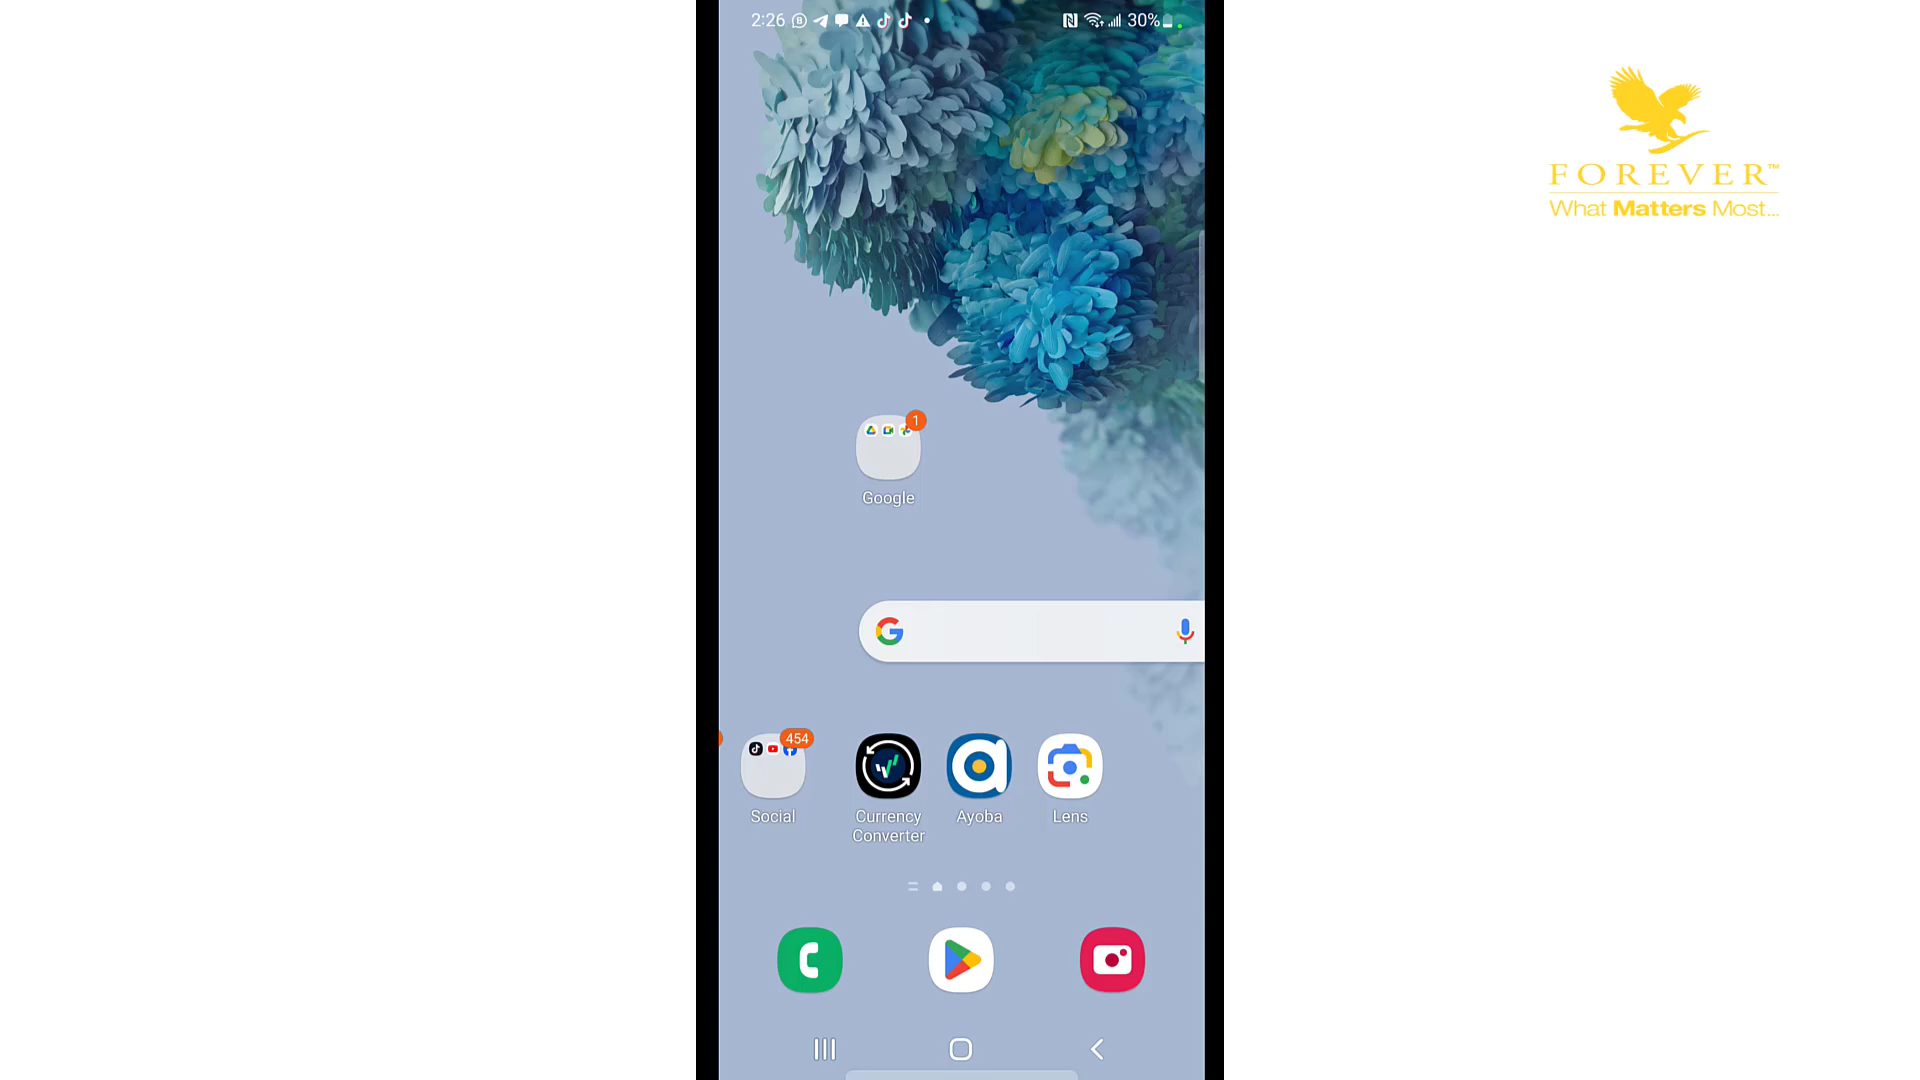 2:26
30%
FOREVER™
What Matters Most...
1
Google
454
Social
Currency
Converter
Ayoba
Lens